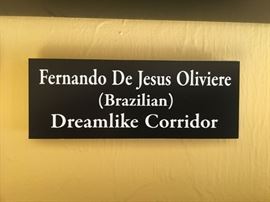 Fernando De Jesus Oliviere
(Brazilian)
Dreamlike Corridor